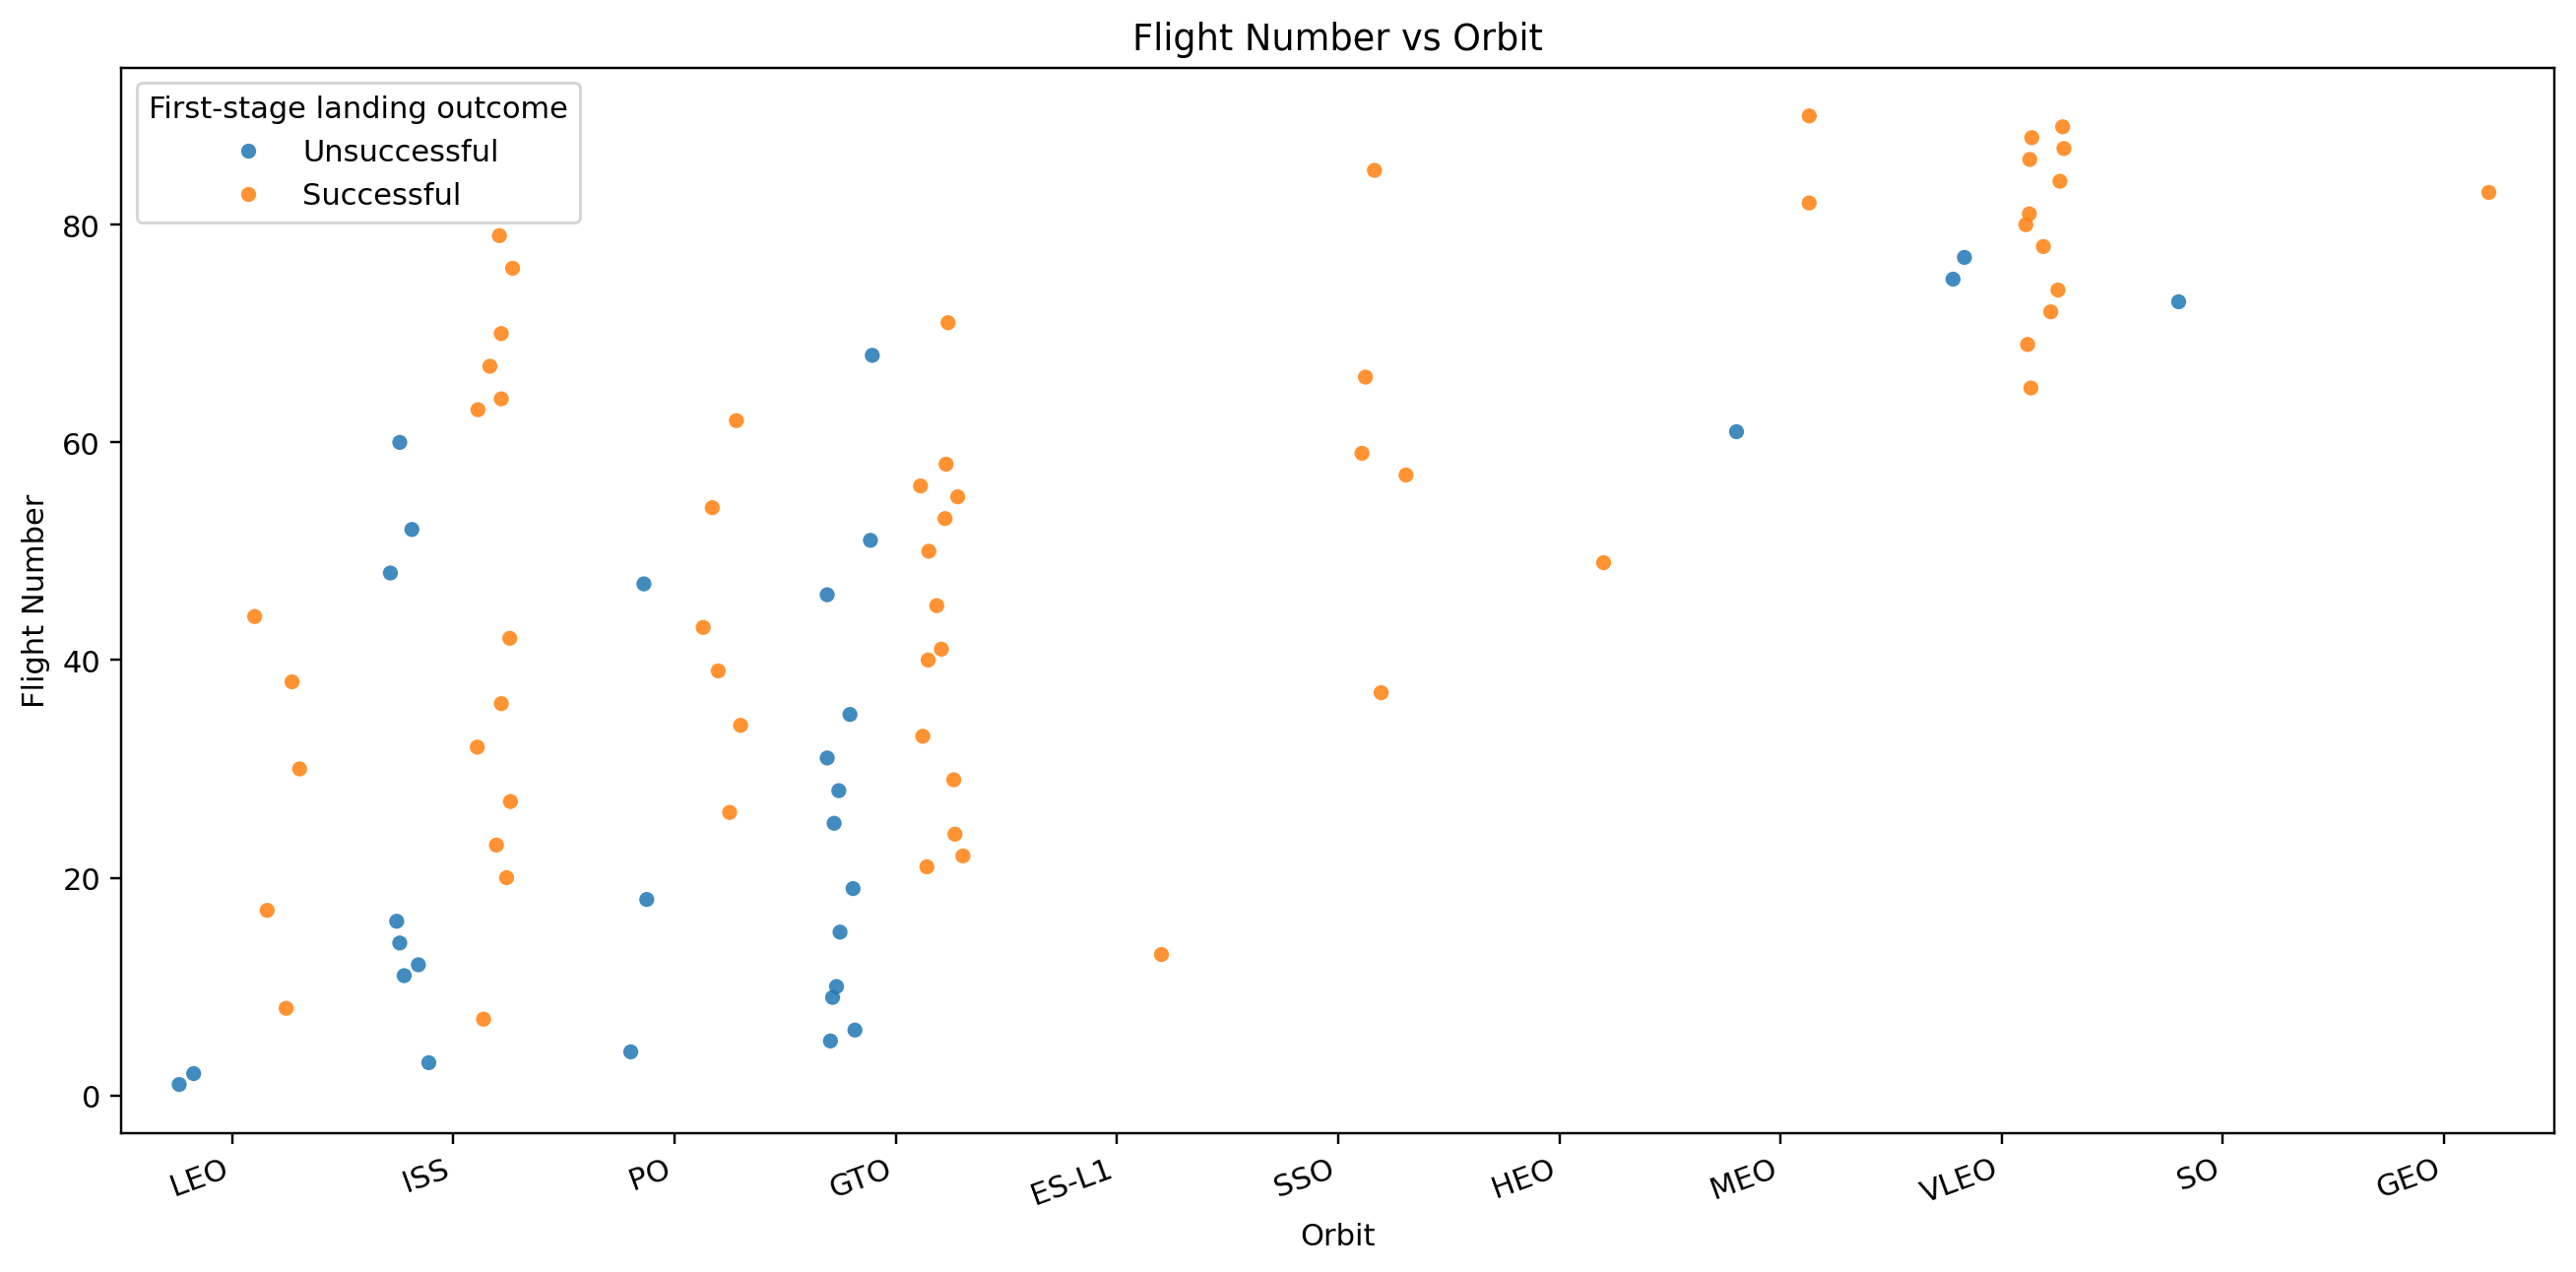 Flight Number vs Orbit
First-stage landing outcome
Unsuccessful
Successful
Flight Number
80
60
40
20
0
LEO
ISS
PO
GTO
ES-L1
SSO
HEO
MEO
VLEO
SO
GEO
Orbit